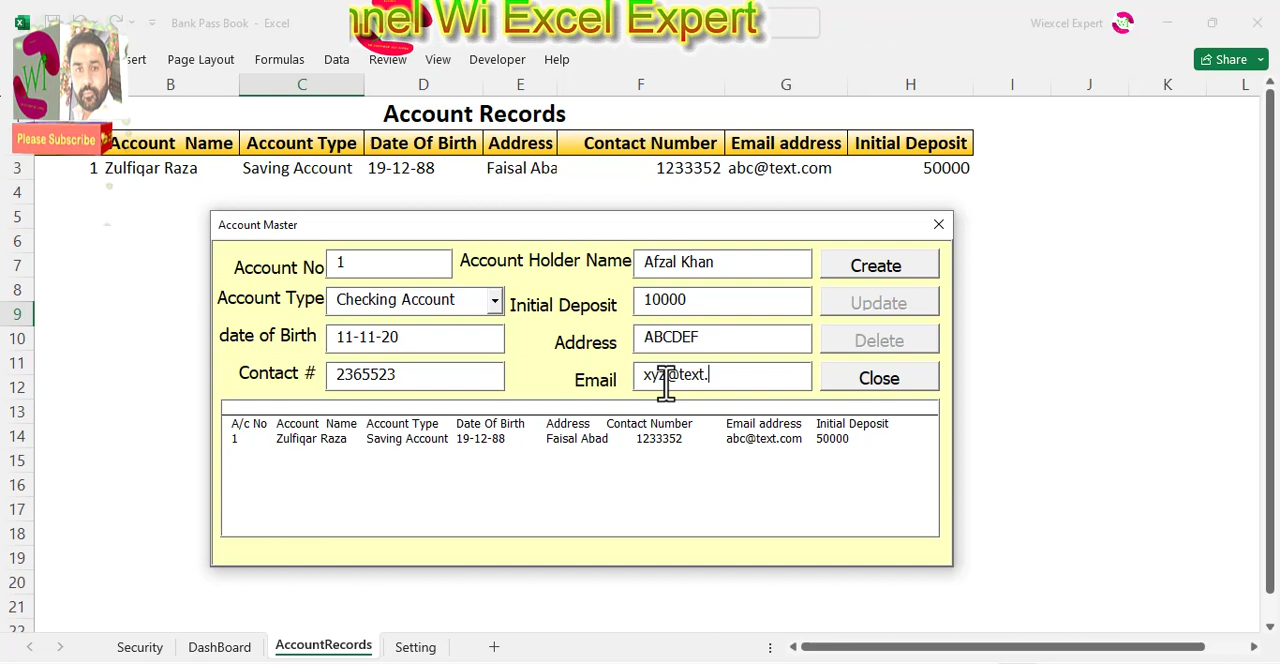 nnel Wi Excel Expert
Bank Pass Book - Excel
Wiexcel Expert
Wi
sert Page Layout Formulas Data Review View Developer Help
Share
Wi
Please Subscribe
B C D E F G H I J K L
Account Records
Account Name Account Type Date Of Birth Address Contact Number Email address Initial Deposit
3 1 Zulfiqar Raza Saving Account 19-12-88 Faisal Aba 1233352 abc@text.com 50000
4
5
6
7
8
9
10
11
12
13
14
15
16
17
18
19
20
21
22
Account Master
Account No 1 Account Holder Name Afzal Khan Create
Account Type Checking Account Initial Deposit 10000 Update
date of Birth 11-11-20 Address ABCDEF Delete
Contact # 2365523 Email xyz@text. Close
A/c No Account Name Account Type Date Of Birth Address Contact Number Email address Initial Deposit
1 Zulfiqar Raza Saving Account 19-12-88 Faisal Abad 1233352 abc@text.com 50000
Security DashBoard AccountRecords Setting